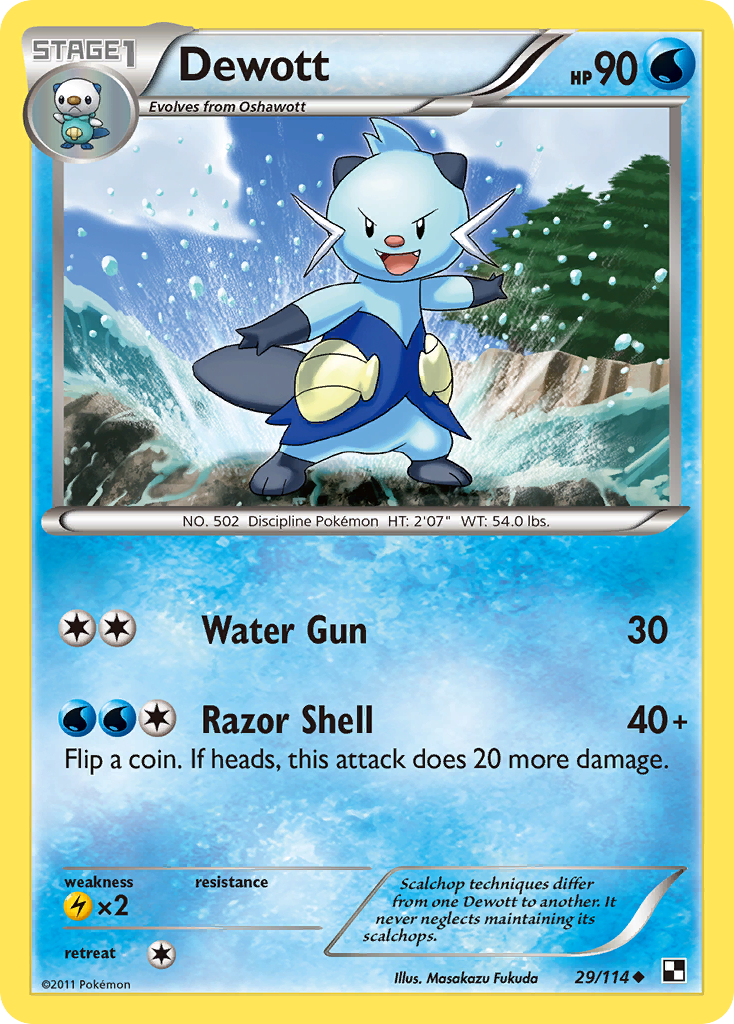 STAGE1
Dewott
HP 90
Evolves from Oshawott
NO. 502 Discipline Pokémon HT: 2'07" WT: 54.0 lbs.
Water Gun 30
Razor Shell 40+
Flip a coin. If heads, this attack does 20 more damage.
weakness resistance
×2
retreat
Scalchop techniques differ
from one Dewott to another. It
never neglects maintaining its
scalchops.
©2011 Pokémon
Illus. Masakazu Fukuda
29/114